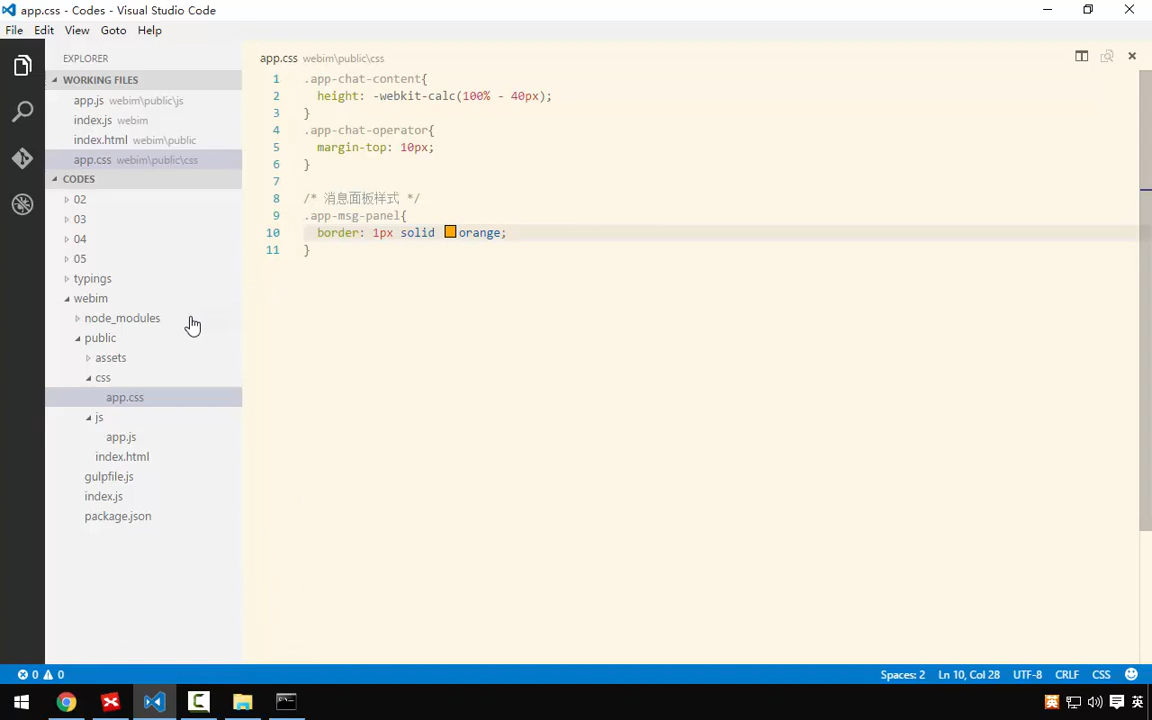 app.css - Codes - Visual Studio Code
File Edit View Goto Help
EXPLORER
WORKING FILES
app.js webim\public\js
index.js webim
index.html webim\public
app.css webim\public\css
CODES
02
03
04
05
typings
webim
node_modules
public
assets
css
app.css
js
app.js
index.html
gulpfile.js
index.js
package.json
app.css webim\public\css
1 .app-chat-content{
2 height: -webkit-calc(100% - 40px);
3 }
4 .app-chat-operator{
5 margin-top: 10px;
6 }
7
8 /* 消息面板样式 */
9 .app-msg-panel{
10 border: 1px solid orange;
11 }
0 0
Spaces: 2 Ln 10, Col 28 UTF-8 CRLF CSS
英 英